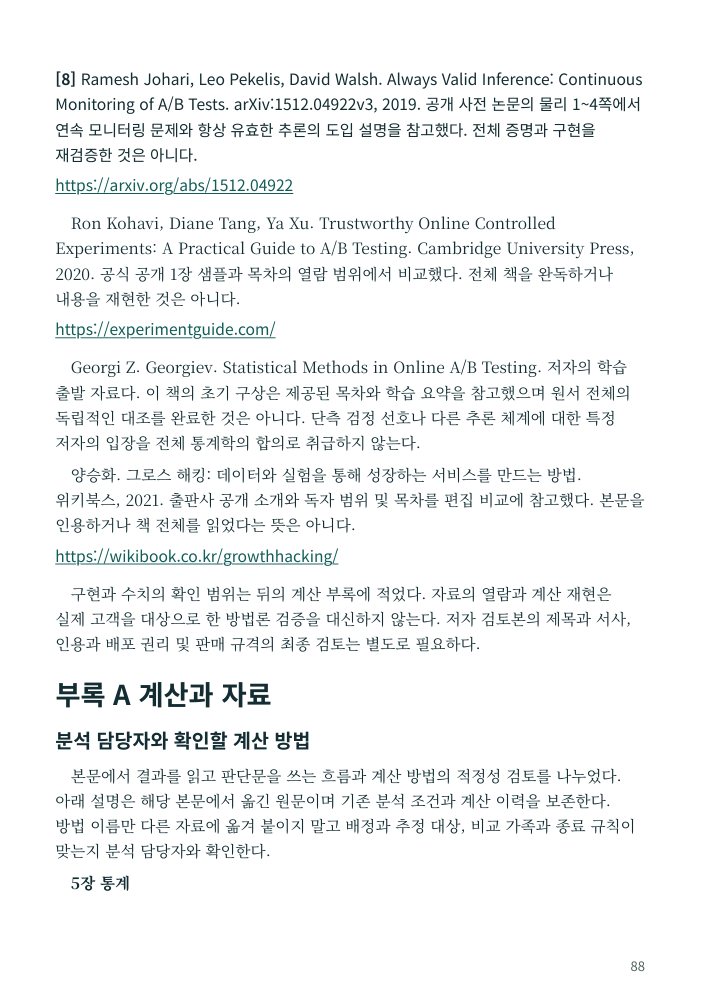 [8] Ramesh Johari, Leo Pekelis, David Walsh. Always Valid Inference: Continuous
Monitoring of A/B Tests. arXiv:1512.04922v3, 2019. 공개 사전 논문의 물리 1~4쪽에서
연속 모니터링 문제와 항상 유효한 추론의 도입 설명을 참고했다. 전체 증명과 구현을
재검증한 것은 아니다.
https://arxiv.org/abs/1512.04922
Ron Kohavi, Diane Tang, Ya Xu. Trustworthy Online Controlled
Experiments: A Practical Guide to A/B Testing. Cambridge University Press,
2020. 공식 공개 1장 샘플과 목차의 열람 범위에서 비교했다. 전체 책을 완독하거나
내용을 재현한 것은 아니다.
https://experimentguide.com/
Georgi Z. Georgiev. Statistical Methods in Online A/B Testing. 저자의 학습
출발 자료다. 이 책의 초기 구상은 제공된 목차와 학습 요약을 참고했으며 원서 전체의
독립적인 대조를 완료한 것은 아니다. 단측 검정 선호나 다른 추론 체계에 대한 특정
저자의 입장을 전체 통계학의 합의로 취급하지 않는다.
양승화. 그로스 해킹: 데이터와 실험을 통해 성장하는 서비스를 만드는 방법.
위키북스, 2021. 출판사 공개 소개와 독자 범위 및 목차를 편집 비교에 참고했다. 본문을
인용하거나 책 전체를 읽었다는 뜻은 아니다.
https://wikibook.co.kr/growthhacking/
구현과 수치의 확인 범위는 뒤의 계산 부록에 적었다. 자료의 열람과 계산 재현은
실제 고객을 대상으로 한 방법론 검증을 대신하지 않는다. 저자 검토본의 제목과 서사,
인용과 배포 권리 및 판매 규격의 최종 검토는 별도로 필요하다.
부록 A 계산과 자료
분석 담당자와 확인할 계산 방법
본문에서 결과를 읽고 판단문을 쓰는 흐름과 계산 방법의 적정성 검토를 나누었다.
아래 설명은 해당 본문에서 옮긴 원문이며 기존 분석 조건과 계산 이력을 보존한다.
방법 이름만 다른 자료에 옮겨 붙이지 말고 배정과 추정 대상, 비교 가족과 종료 규칙이
맞는지 분석 담당자와 확인한다.
5장 통계
88